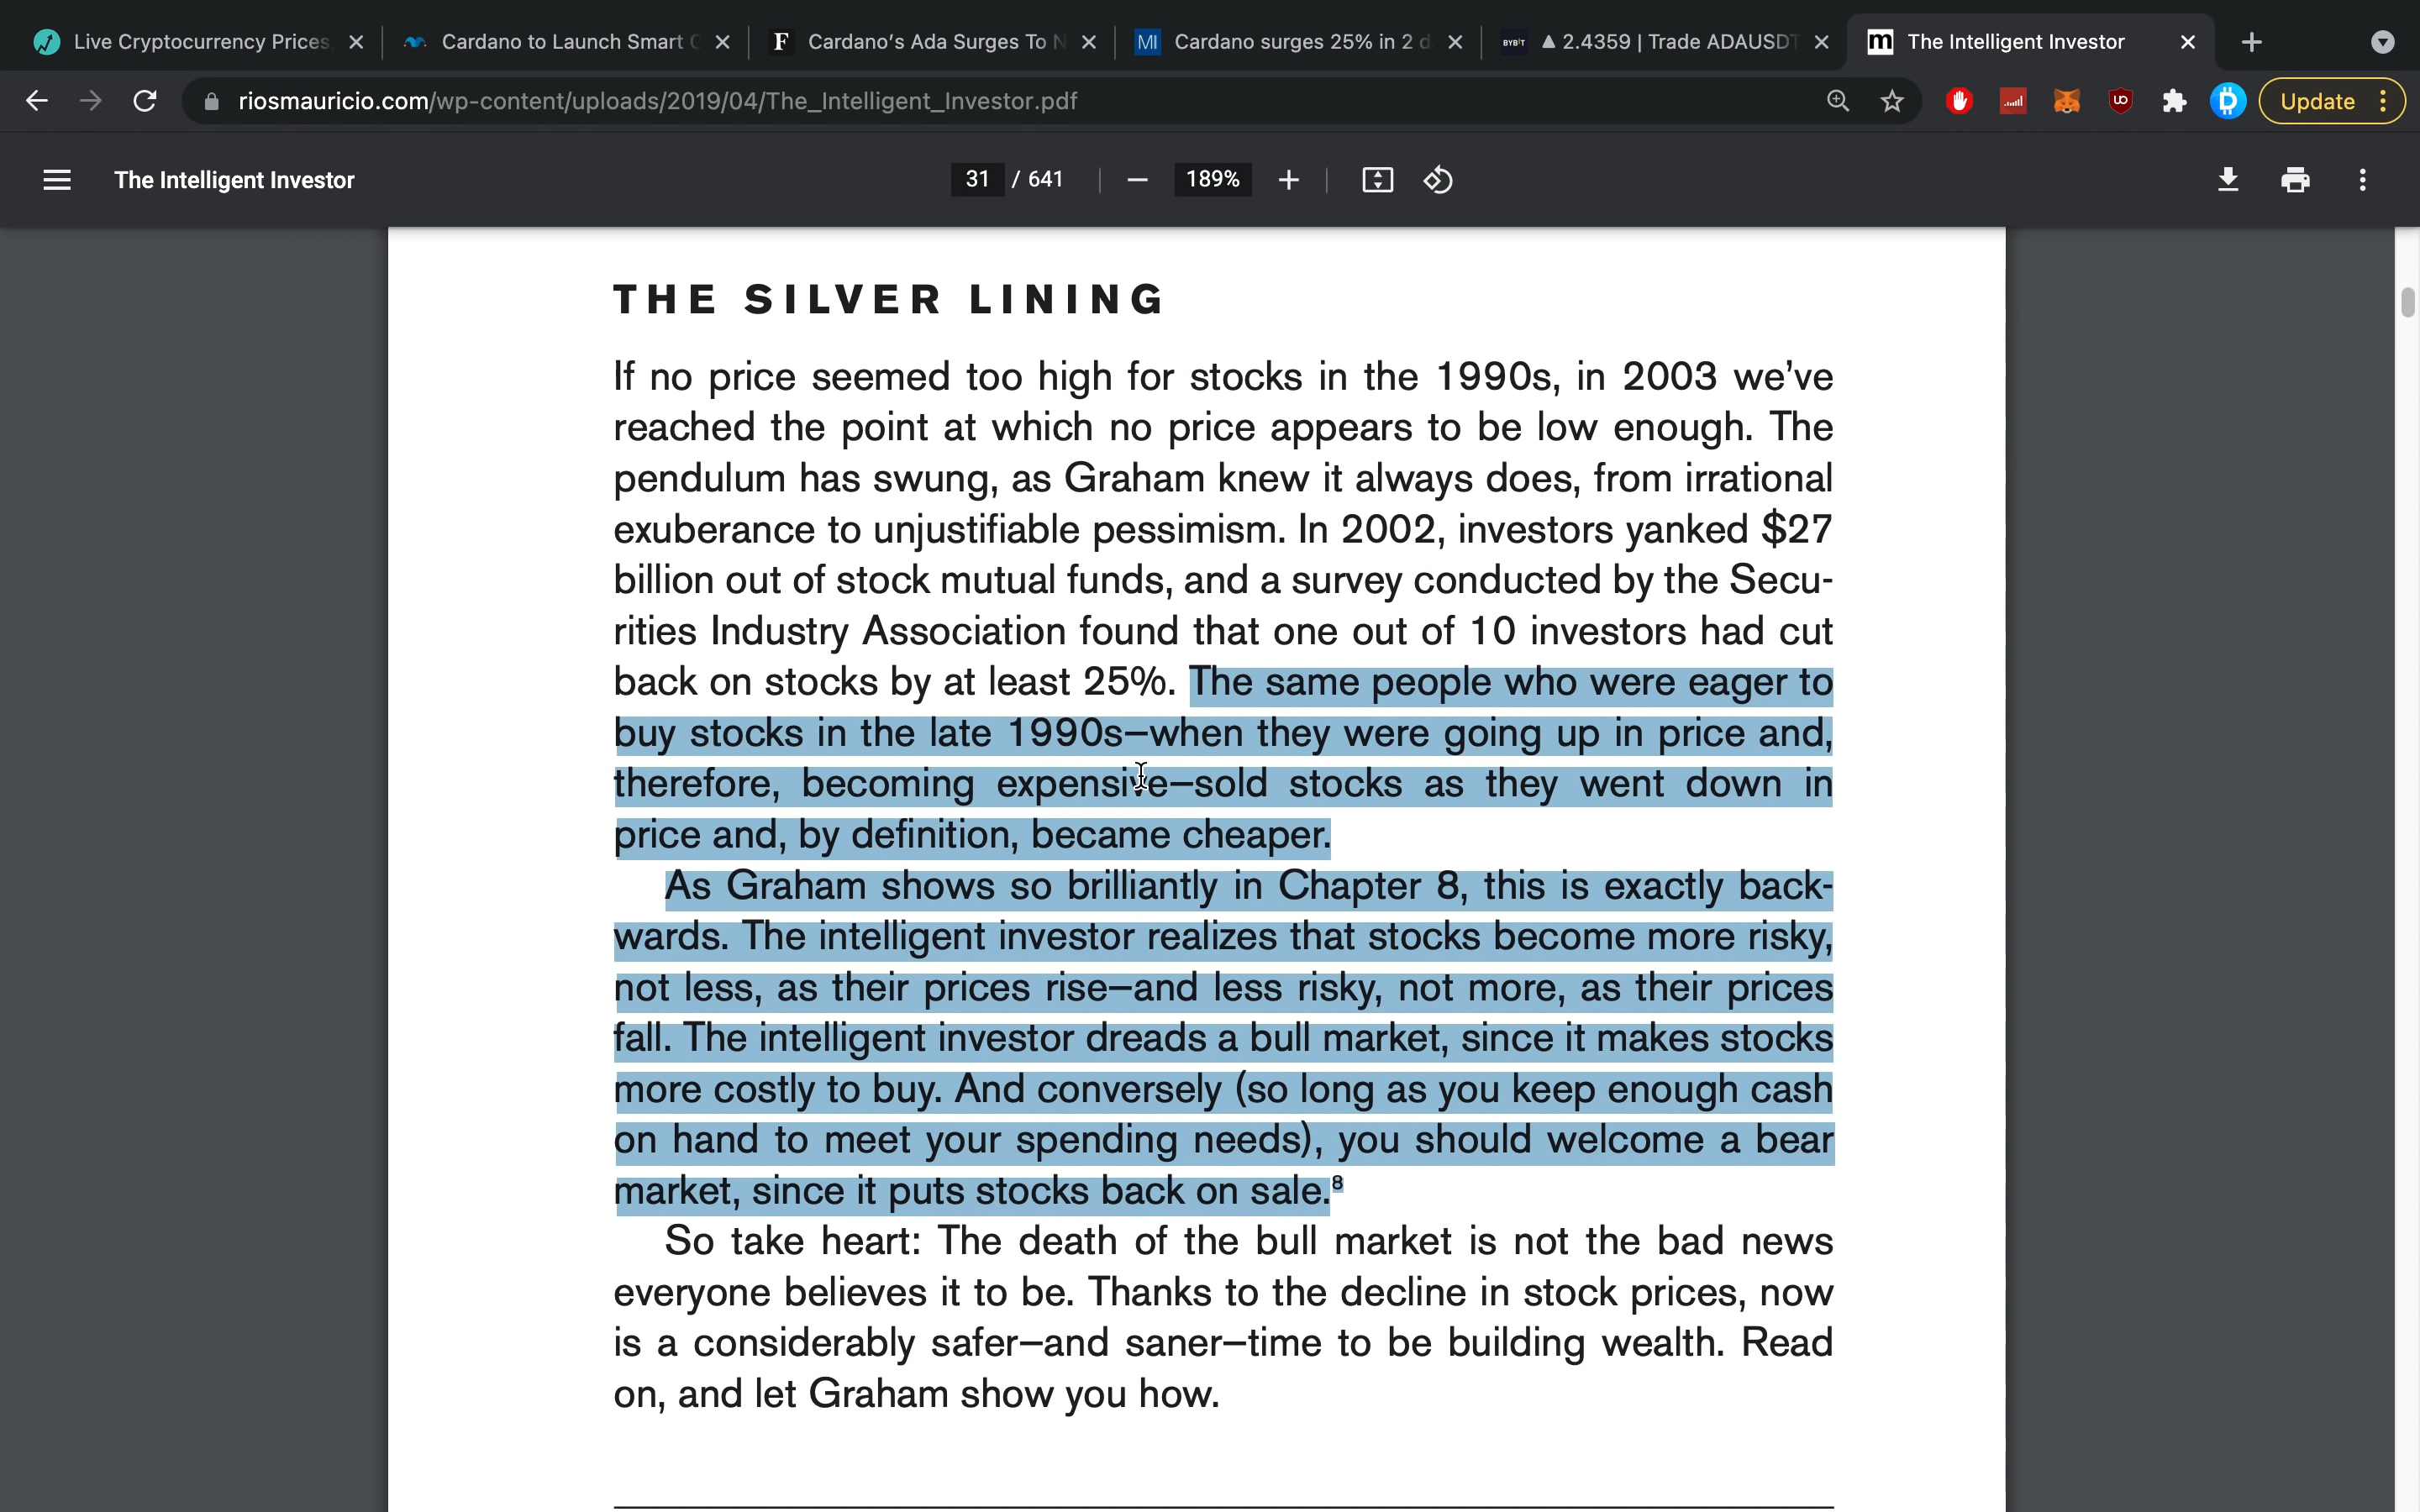 Live Cryptocurrency Prices
Cardano to Launch Smart C
F Cardano's Ada Surges To N
MI Cardano surges 25% in 2 d
BYBIT ▲ 2.4359 | Trade ADAUSDT
m The Intelligent Investor
riosmauricio.com/wp-content/uploads/2019/04/The_Intelligent_Investor.pdf
Update
The Intelligent Investor
31 / 641
189%
THE SILVER LINING
If no price seemed too high for stocks in the 1990s, in 2003 we've
reached the point at which no price appears to be low enough. The
pendulum has swung, as Graham knew it always does, from irrational
exuberance to unjustifiable pessimism. In 2002, investors yanked $27
billion out of stock mutual funds, and a survey conducted by the Secu-
rities Industry Association found that one out of 10 investors had cut
back on stocks by at least 25%. The same people who were eager to
buy stocks in the late 1990s—when they were going up in price and,
therefore, becoming expensive—sold stocks as they went down in
price and, by definition, became cheaper.
As Graham shows so brilliantly in Chapter 8, this is exactly back-
wards. The intelligent investor realizes that stocks become more risky,
not less, as their prices rise—and less risky, not more, as their prices
fall. The intelligent investor dreads a bull market, since it makes stocks
more costly to buy. And conversely (so long as you keep enough cash
on hand to meet your spending needs), you should welcome a bear
market, since it puts stocks back on sale.8
So take heart: The death of the bull market is not the bad news
everyone believes it to be. Thanks to the decline in stock prices, now
is a considerably safer—and saner—time to be building wealth. Read
on, and let Graham show you how.